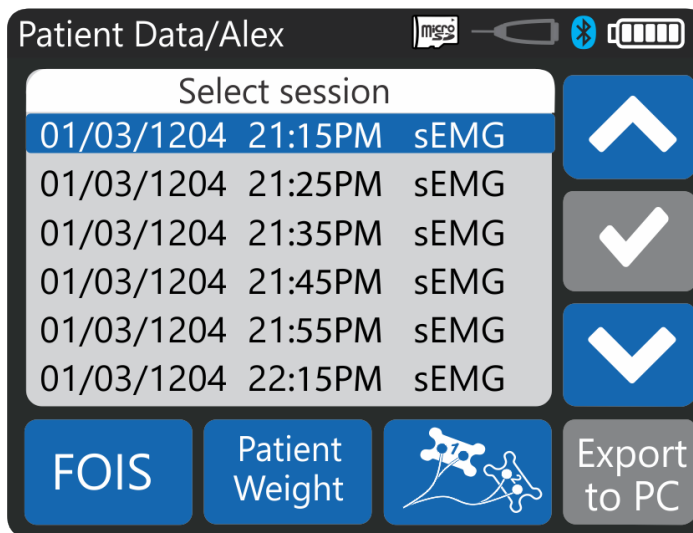 Patient Data/Alex
micro
Select session
01/03/1204 21:15PM sEMG
01/03/1204 21:25PM sEMG
01/03/1204 21:35PM sEMG
01/03/1204 21:45PM sEMG
01/03/1204 21:55PM sEMG
01/03/1204 22:15PM sEMG
FOIS
Patient
Weight
1
2
Export
to PC